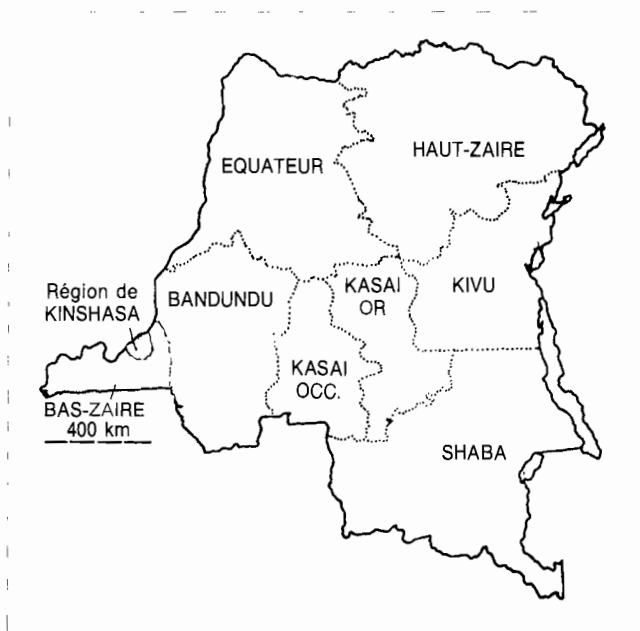 HAUT-ZAIRE
EQUATEUR
Région de
KINSHASA
BANDUNDU
KASAI
OR
KIVU
KASAI
OCC.
BAS-ZAIRE
400 km
SHABA